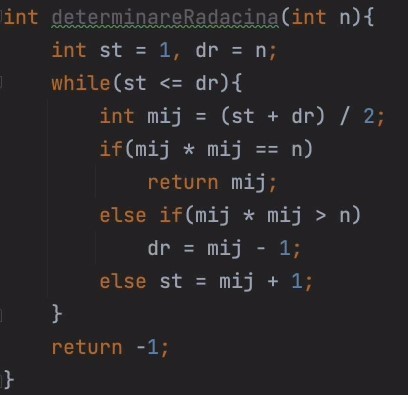 int determinareRadacina(int n){
    int st = 1, dr = n;
    while(st <= dr){
        int mij = (st + dr) / 2;
        if(mij * mij == n)
            return mij;
        else if(mij * mij > n)
            dr = mij - 1;
        else st = mij + 1;
    }
    return -1;
}